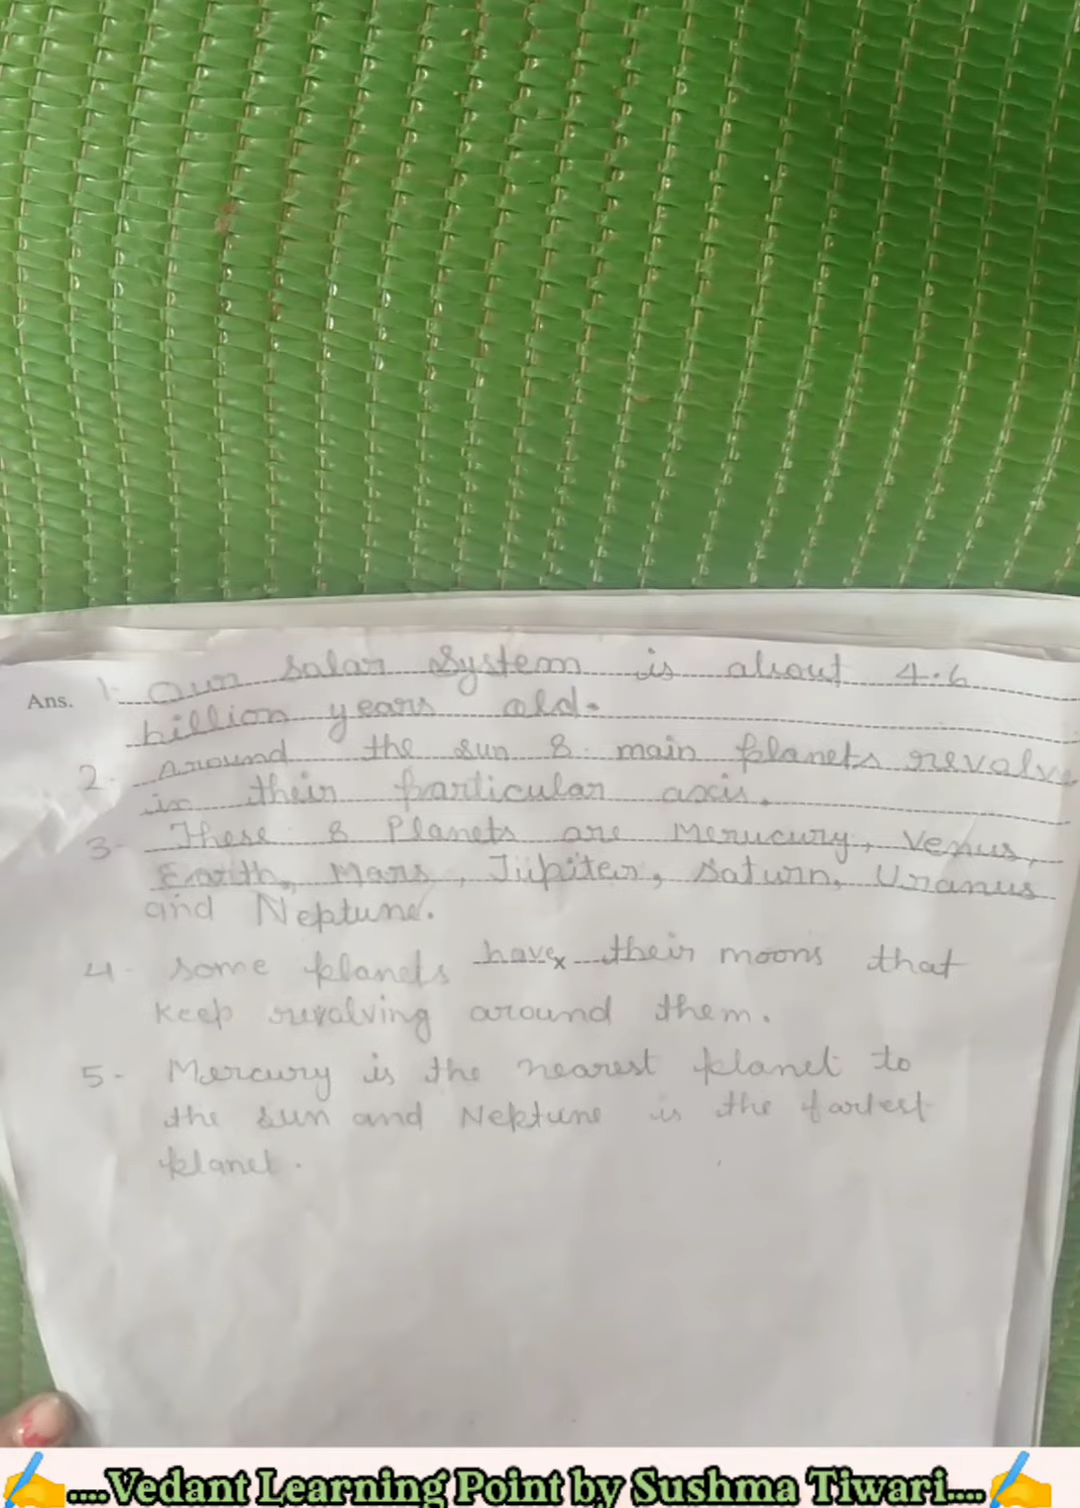 Ans. 1. Our Solar System is about 4.6
billion years old.
2. Around the sun 8 main planets revolve
in their particular axis.
3- These 8 Planets are Merucury, Venus,
Earth, Mars, Jupiter, Saturn, Uranus
and Neptune.
4- Some planets have x their moons that
keep revolving around them.
5- Mercury is the nearest planet to
the sun and Neptune is the fartest
planet.
....Vedant Learning Point by Sushma Tiwari....